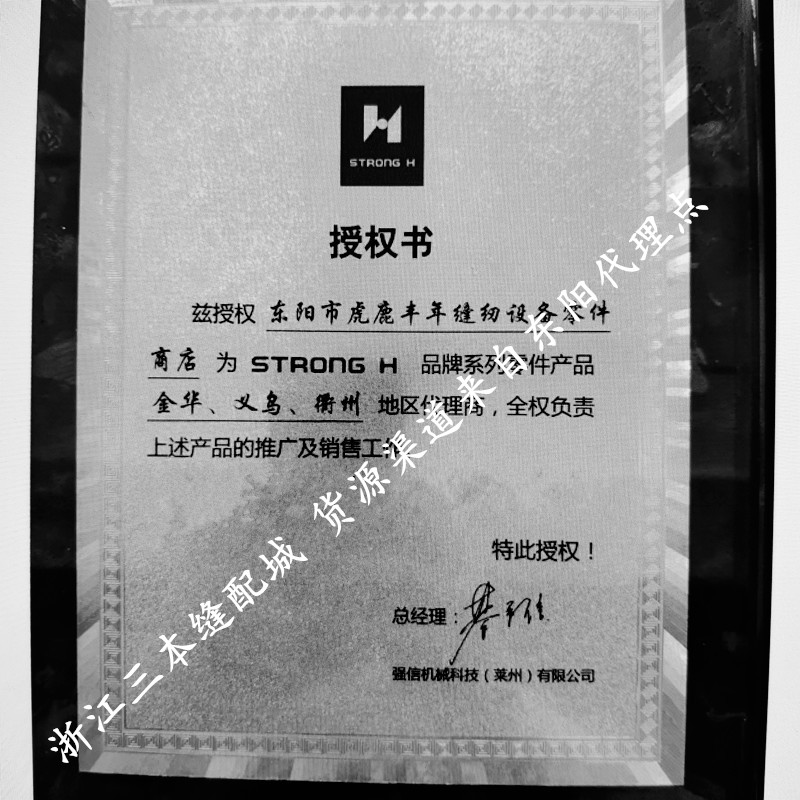 STRONG H
授权书
兹授权 东阳市虎鹿丰年缝纫设备零件
商店 为 STRONG H 品牌系列零件产品
金华、义乌、衢州 地区代理商，全权负责
上述产品的推广及销售工作
特此授权！
总经理：
强信机械科技（莱州）有限公司
浙江三本缝配城 货源渠道来自东阳代理点